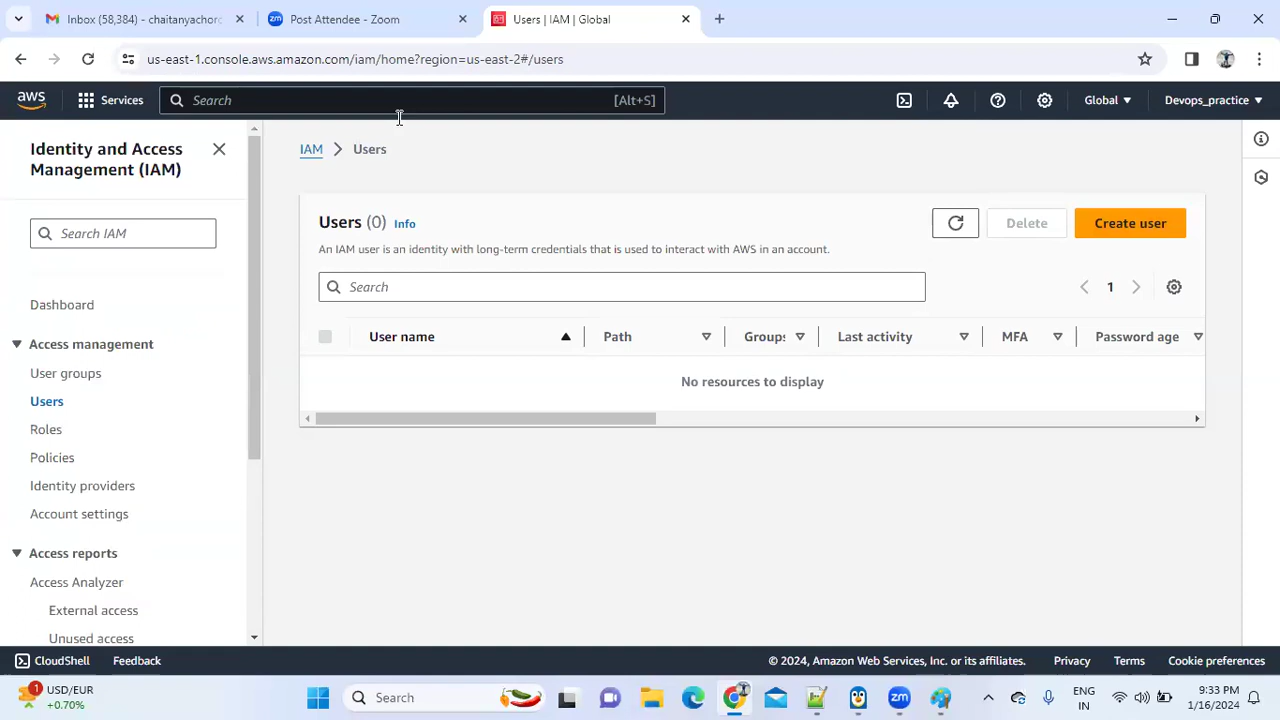 Inbox (58,384) - chaitanyachor
Post Attendee - Zoom
Users | IAM | Global
us-east-1.console.aws.amazon.com/iam/home?region=us-east-2#/users
aws
Services
Search
[Alt+S]
Global
Devops_practice
Identity and Access
Management (IAM)
Search IAM
Dashboard
Access management
User groups
Users
Roles
Policies
Identity providers
Account settings
Access reports
Access Analyzer
External access
Unused access
IAM
Users
Users (0) Info
Delete
Create user
An IAM user is an identity with long-term credentials that is used to interact with AWS in an account.
Search
1
User name
Path
Groups
Last activity
MFA
Password age
No resources to display
CloudShell
Feedback
© 2024, Amazon Web Services, Inc. or its affiliates.
Privacy
Terms
Cookie preferences
1
USD/EUR
+0.70%
Search
zm
ENG
IN
9:33 PM
1/16/2024